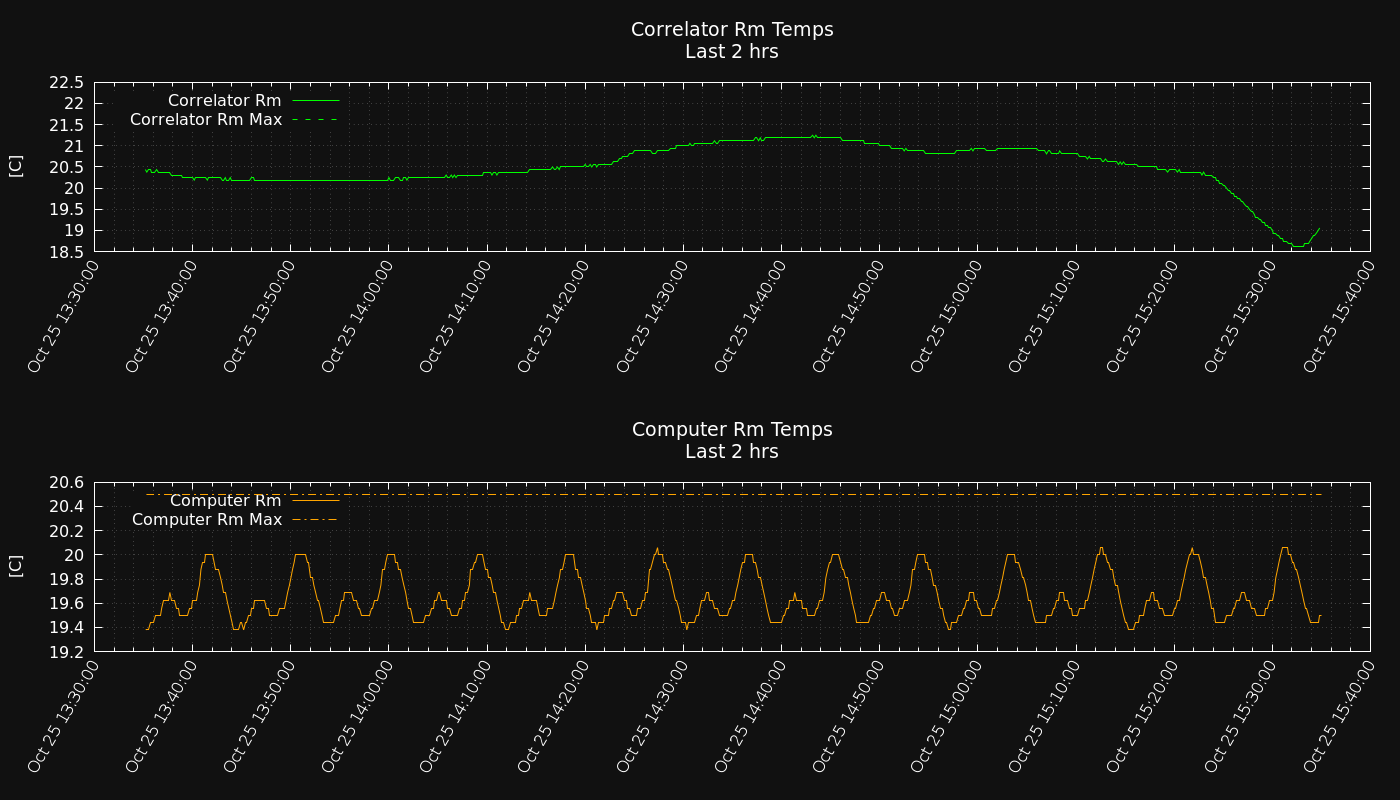 Correlator Rm Temps
Last 2 hrs
22.5
22
21.5
21
20.5
20
19.5
19
18.5
[C]
Correlator Rm
Correlator Rm Max
Oct 25 13:30:00
Oct 25 13:40:00
Oct 25 13:50:00
Oct 25 14:00:00
Oct 25 14:10:00
Oct 25 14:20:00
Oct 25 14:30:00
Oct 25 14:40:00
Oct 25 14:50:00
Oct 25 15:00:00
Oct 25 15:10:00
Oct 25 15:20:00
Oct 25 15:30:00
Oct 25 15:40:00
Computer Rm Temps
Last 2 hrs
20.6
20.4
20.2
20
19.8
19.6
19.4
19.2
[C]
Computer Rm
Computer Rm Max
Oct 25 13:30:00
Oct 25 13:40:00
Oct 25 13:50:00
Oct 25 14:00:00
Oct 25 14:10:00
Oct 25 14:20:00
Oct 25 14:30:00
Oct 25 14:40:00
Oct 25 14:50:00
Oct 25 15:00:00
Oct 25 15:10:00
Oct 25 15:20:00
Oct 25 15:30:00
Oct 25 15:40:00